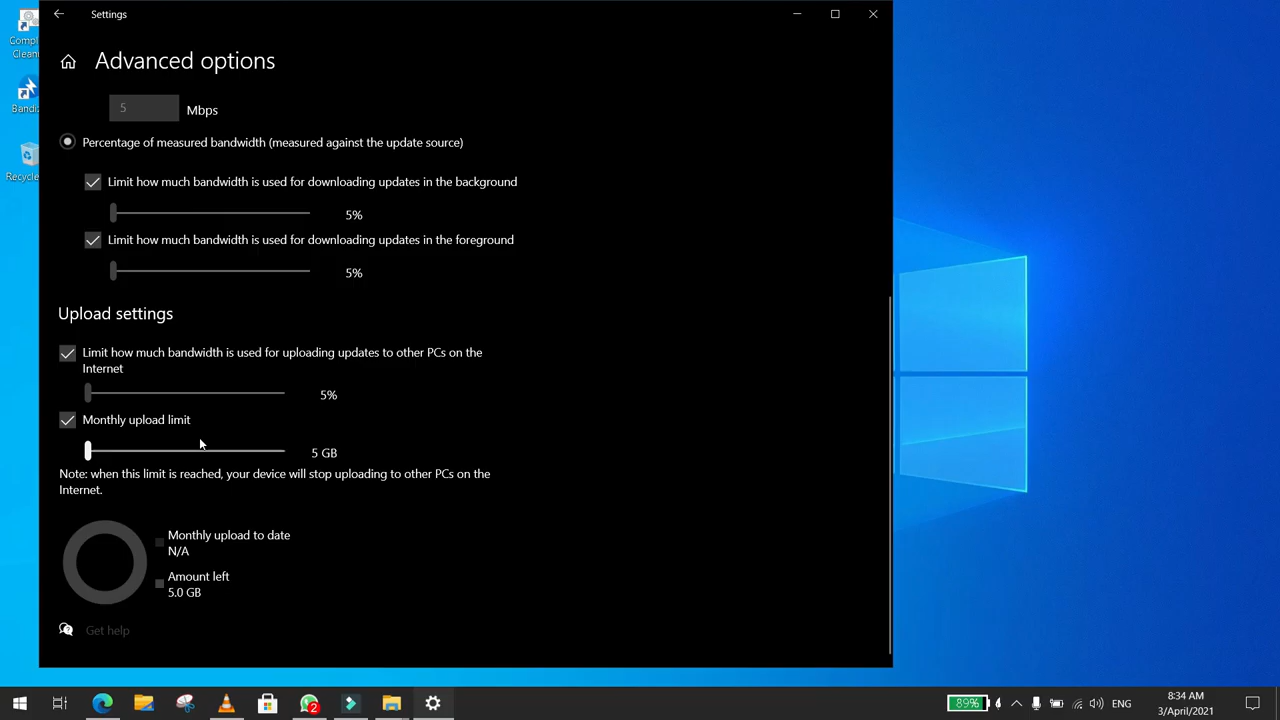 Settings
Advanced options
5
Mbps
Percentage of measured bandwidth (measured against the update source)
Limit how much bandwidth is used for downloading updates in the background
5%
Limit how much bandwidth is used for downloading updates in the foreground
5%
Upload settings
Limit how much bandwidth is used for uploading updates to other PCs on the
Internet
5%
Monthly upload limit
5 GB
Note: when this limit is reached, your device will stop uploading to other PCs on the
Internet.
Monthly upload to date
N/A
Amount left
5.0 GB
Get help
Compl
Cleani
Bandiz
Recycle
2
89%
ENG
8:34 AM
3/April/2021